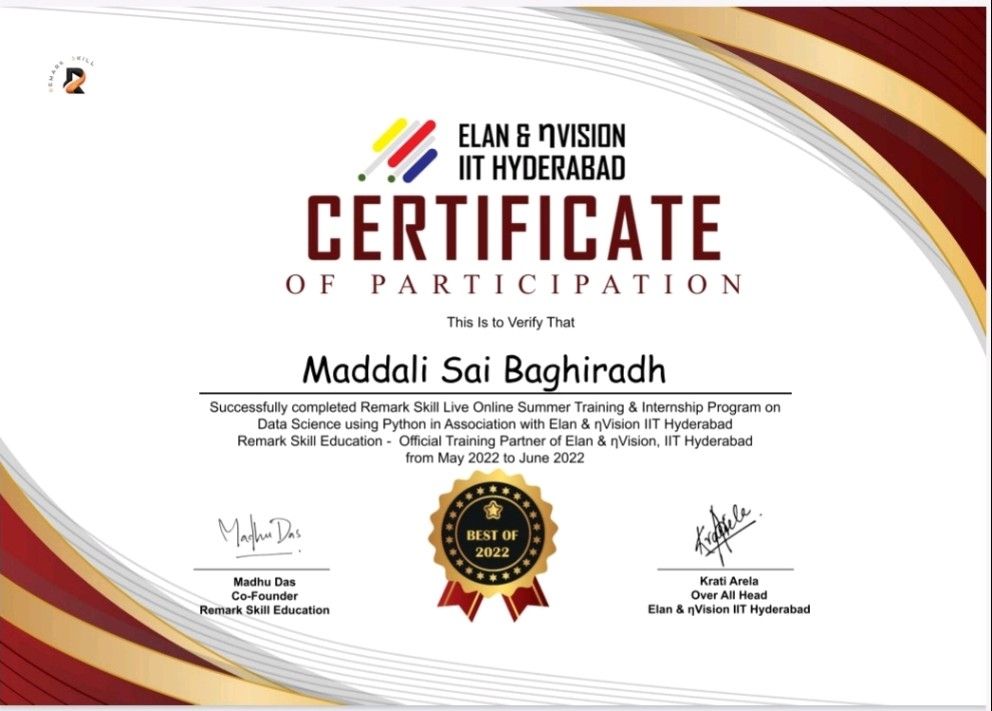 REMARK SKILL
ELAN & ηVISION
IIT HYDERABAD
CERTIFICATE
OF PARTICIPATION
This Is to Verify That
Maddali Sai Baghiradh
Successfully completed Remark Skill Live Online Summer Training & Internship Program on
Data Science using Python in Association with Elan & ηVision IIT Hyderabad
Remark Skill Education - Official Training Partner of Elan & ηVision, IIT Hyderabad
from May 2022 to June 2022
BEST OF
2022
Madhu Das
Madhu Das
Co-Founder
Remark Skill Education
KrArele
Krati Arela
Over All Head
Elan & ηVision IIT Hyderabad